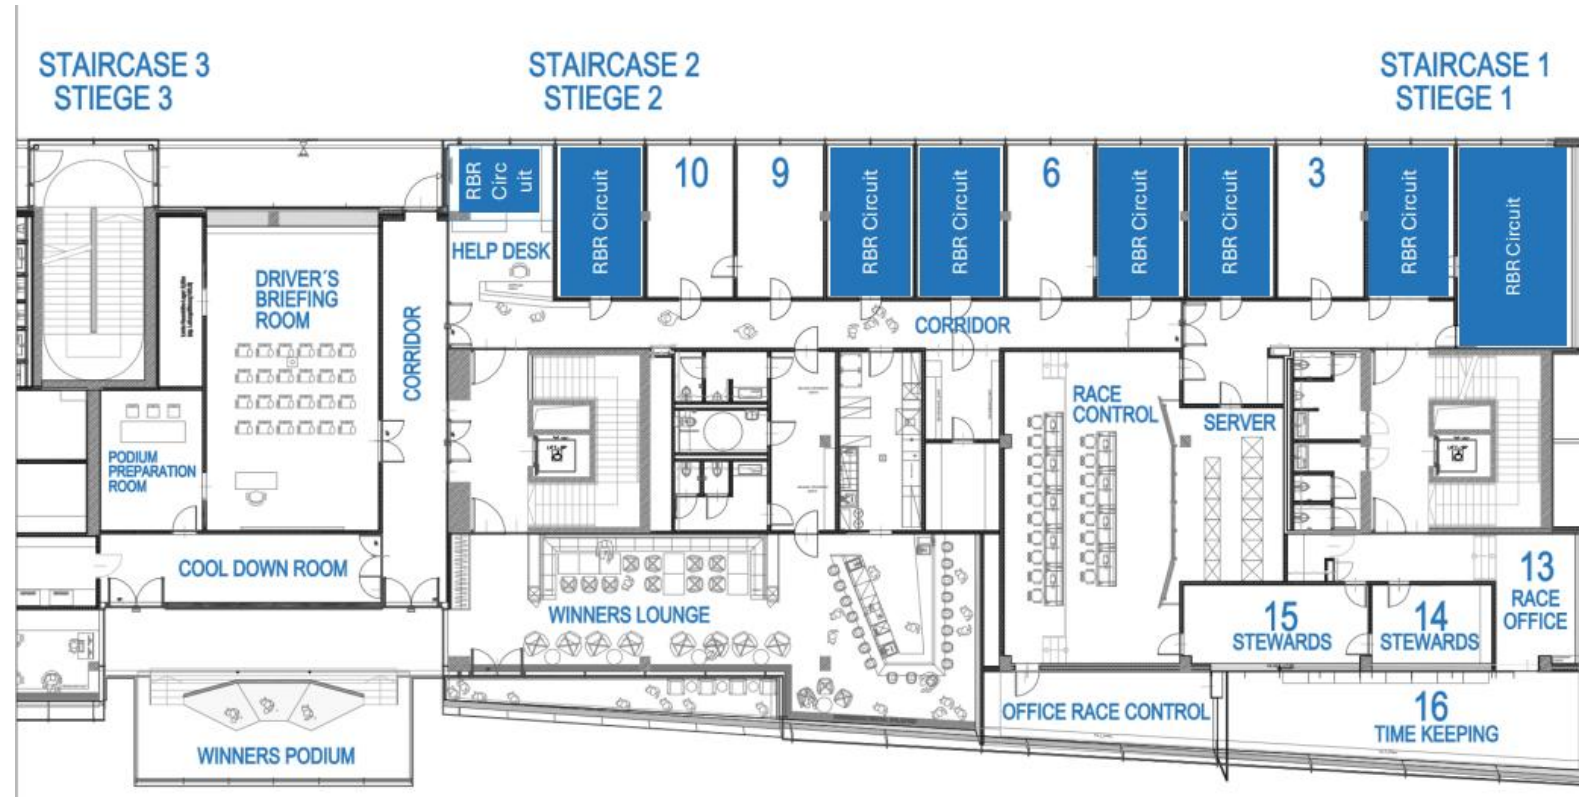 STAIRCASE 3
STIEGE 3
STAIRCASE 2
STIEGE 2
STAIRCASE 1
STIEGE 1
RBR
Circ
uit
RBR Circuit
10
9
RBR Circuit
RBR Circuit
6
RBR Circuit
RBR Circuit
3
RBR Circuit
RBR Circuit
HELP DESK
DRIVER´S
BRIEFING
ROOM
CORRIDOR
CORRIDOR
RACE
CONTROL
SERVER
PODIUM
PREPARATION
ROOM
COOL DOWN ROOM
WINNERS LOUNGE
13
RACE
OFFICE
15
STEWARDS
14
STEWARDS
OFFICE RACE CONTROL
16
TIME KEEPING
WINNERS PODIUM